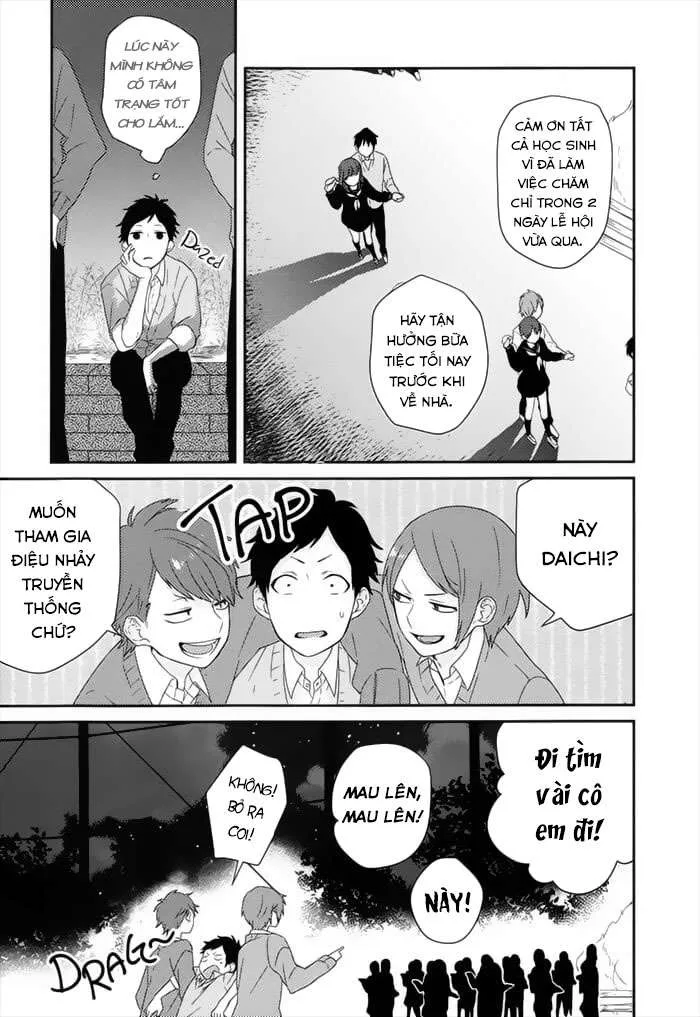 CẢM ƠN TẤT
CẢ HỌC SINH
VÌ ĐÃ LÀM
VIỆC CHĂM
CHỈ TRONG 2
NGÀY LỄ HỘI
VỪA QUA.
HÃY TẬN
HƯỞNG BỮA
TIỆC TỐI NAY
TRƯỚC KHI
VỀ NHÀ.
LÚC NÀY
MÌNH KHÔNG
CÓ TÂM
TRẠNG TỐT
CHO LẮM...
Dazed
NÀY
DAICHI?
TAP
MUỐN
THAM GIA
ĐIỆU NHẢY
TRUYỀN
THỐNG
CHỨ?
Đi tìm
vài cô
em đi!
MAU LÊN,
MAU LÊN!
KHÔNG!
BỎ RA
COI!
NÀY!
DRAG~